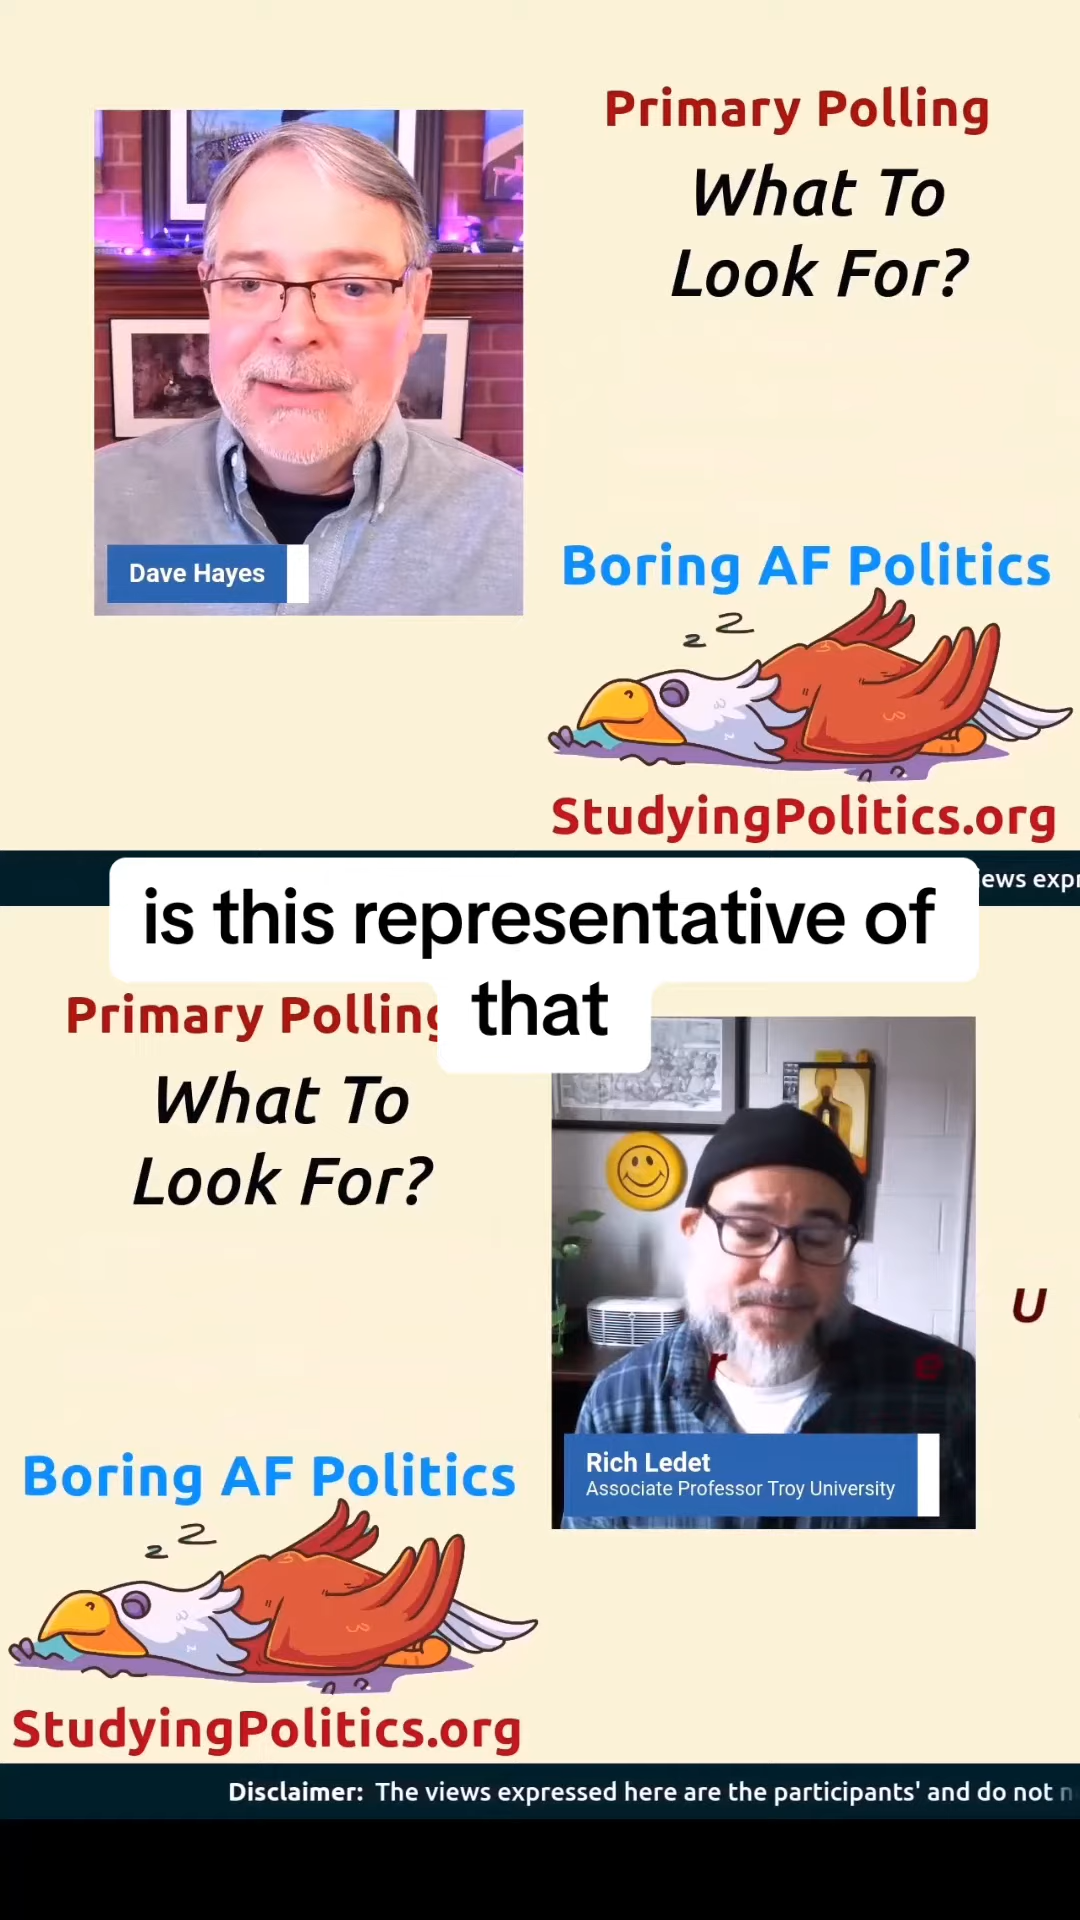 Primary Polling
What To
Look For?
Dave Hayes
Boring AF Politics
z z
StudyingPolitics.org
is this representative of
that
Primary Polling
What To
Look For?
U
r e
Rich Ledet
Associate Professor Troy University
Boring AF Politics
z z
StudyingPolitics.org
Disclaimer: The views expressed here are the participants' and do not